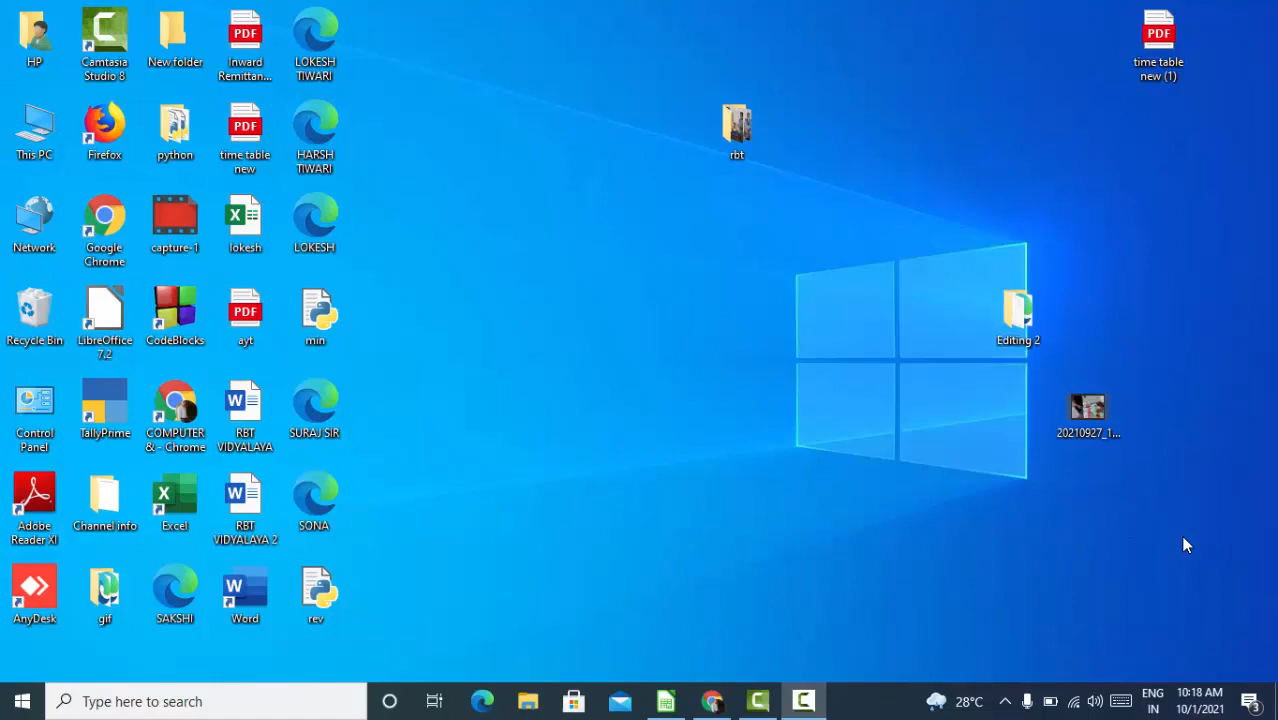 HP
Camtasia
Studio 8
New folder
PDF
Inward
Remittan...
LOKESH
TIWARI
PDF
time table
new (1)
This PC
Firefox
python
PDF
time table
new
HARSH
TIWARI
rbt
Network
Google
Chrome
capture-1
lokesh
LOKESH
Recycle Bin
LibreOffice
7.2
CodeBlocks
PDF
ayt
min
Editing 2
Control
Panel
TallyPrime
COMPUTER
& - Chrome
RBT
VIDYALAYA
SURAJ SIR
20210927_1...
Adobe
Reader XI
Channel info
Excel
RBT
VIDYALAYA 2
SONA
AnyDesk
gif
SAKSHI
Word
rev
Type here to search
28°C
ENG
IN
10:18 AM
10/1/2021
3